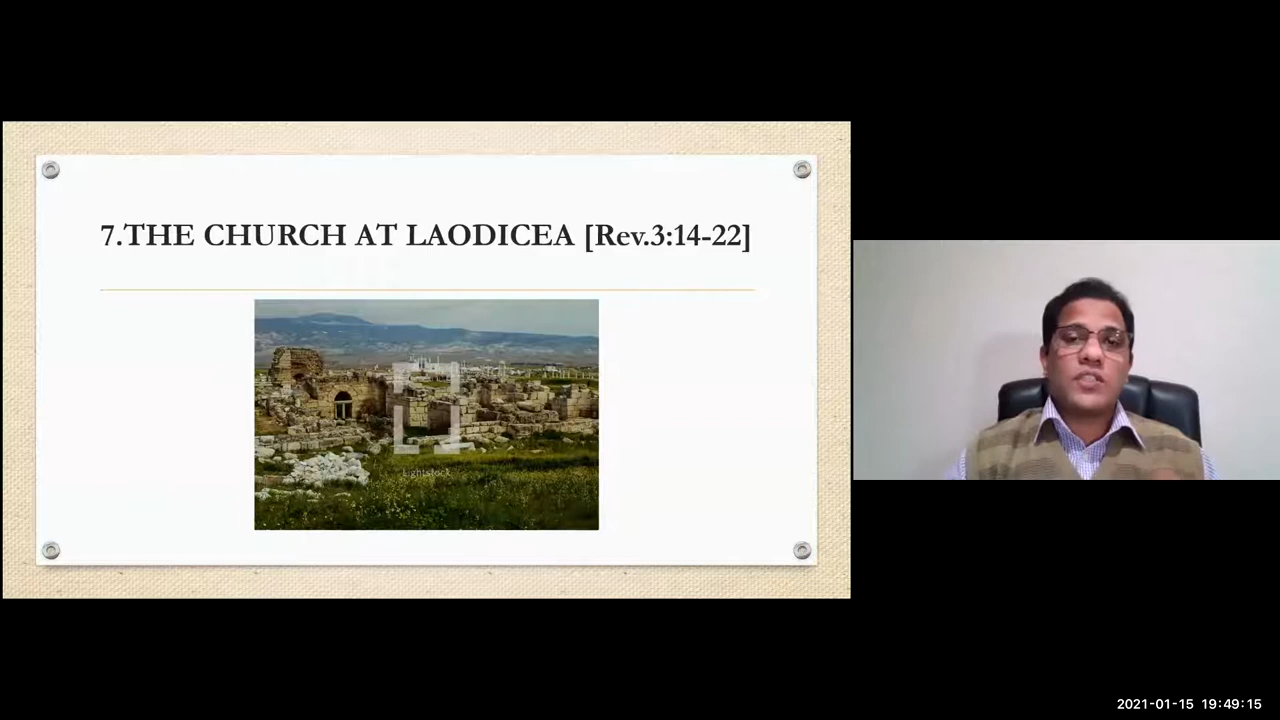 7.THE CHURCH AT LAODICEA [Rev.3:14-22]
Lightstock
2021-01-15 19:49:15